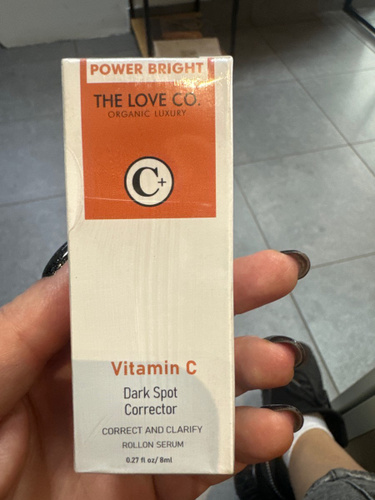 POWER BRIGHT
THE LOVE CO.
ORGANIC LUXURY
C+
Vitamin C
Dark Spot
Corrector
CORRECT AND CLARIFY
ROLLON SERUM
0.27 fl oz/ 8ml